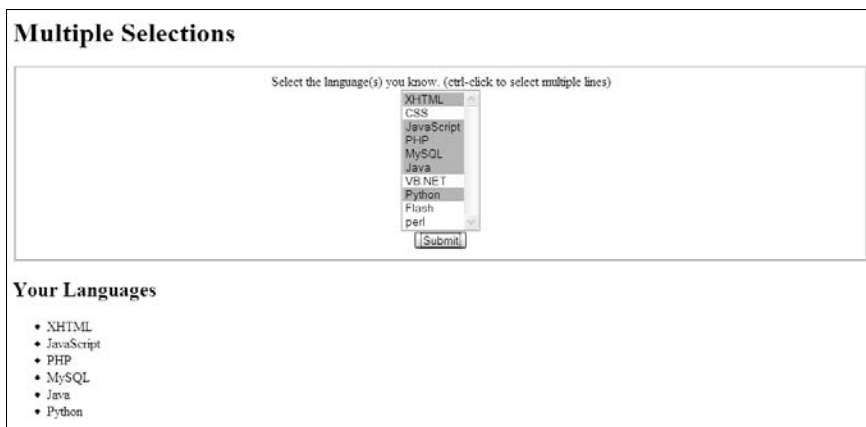 Multiple Selections
Select the language(s) you know. (ctrl-click to select multiple lines)
XHTML
CSS
JavaScript
PHP
MySQL
Java
VB.NET
Python
Flash
perl
Submit
Your Languages
XHTML
JavaScript
PHP
MySQL
Java
Python